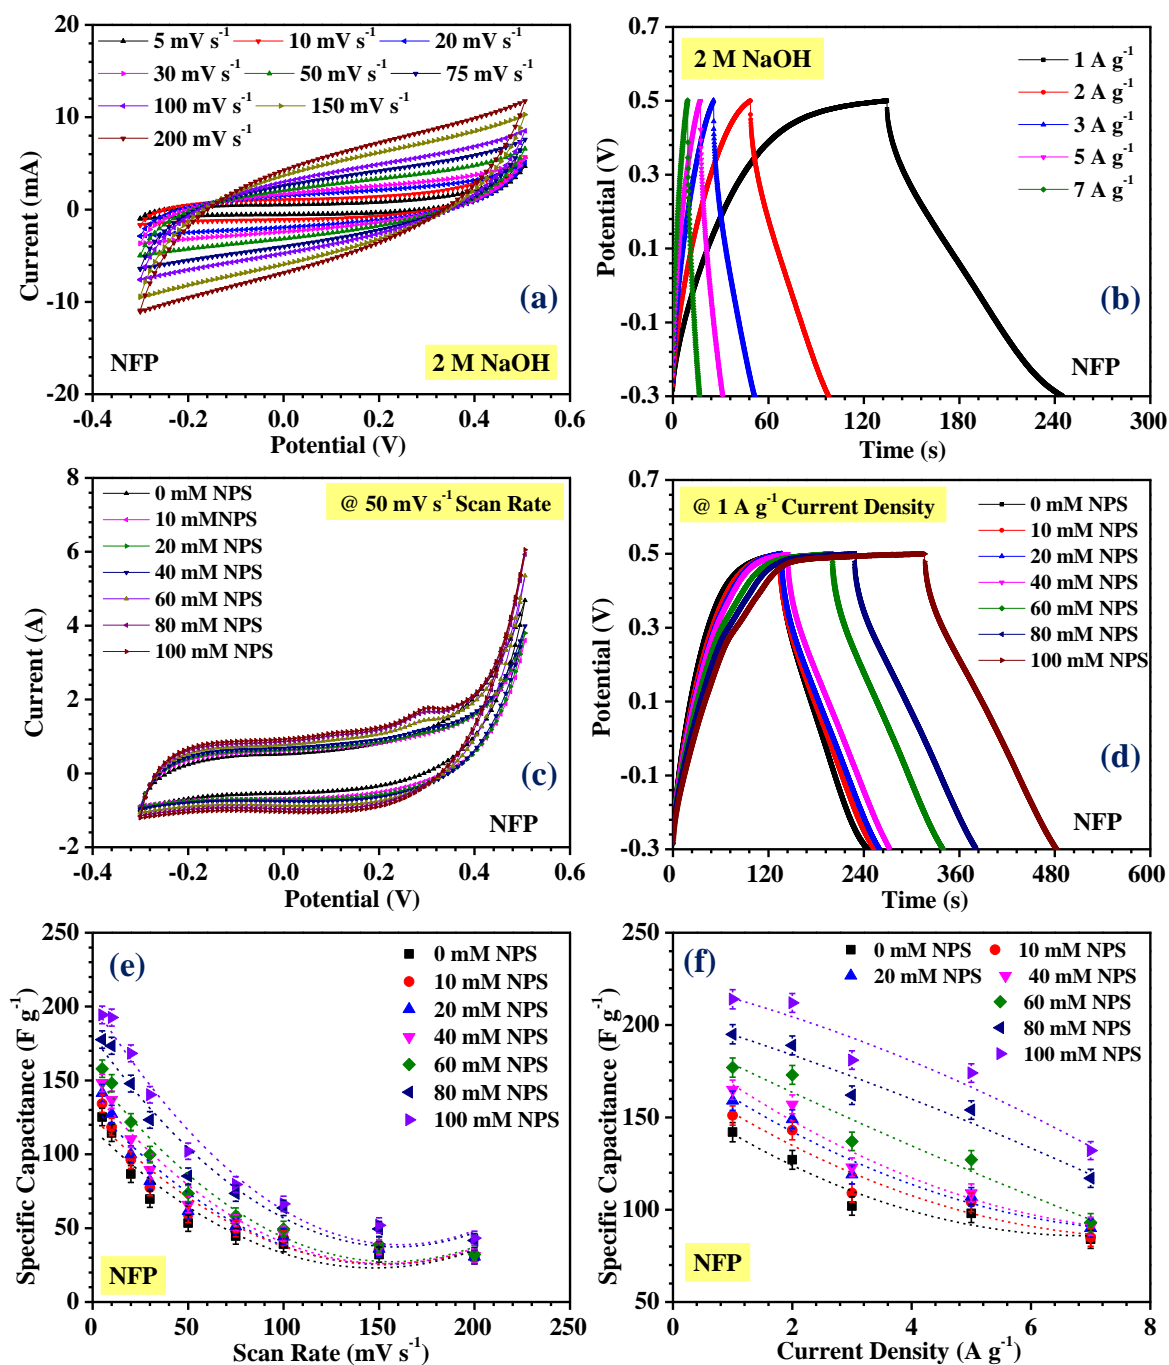 20
10
0
-10
-20
-0.4
-0.2
0.0
0.2
0.4
0.6
Current (mA)
Potential (V)
5 mV s⁻¹
10 mV s⁻¹
20 mV s⁻¹
30 mV s⁻¹
50 mV s⁻¹
75 mV s⁻¹
100 mV s⁻¹
150 mV s⁻¹
200 mV s⁻¹
(a)
NFP
2 M NaOH
0.7
0.5
0.3
0.1
-0.1
-0.3
0
60
120
180
240
300
Potential (V)
Time (s)
2 M NaOH
1 A g⁻¹
2 A g⁻¹
3 A g⁻¹
5 A g⁻¹
7 A g⁻¹
(b)
NFP
8
6
4
2
0
-2
-0.4
-0.2
0.0
0.2
0.4
0.6
Current (A)
Potential (V)
0 mM NPS
10 mMNPS
20 mM NPS
40 mM NPS
60 mM NPS
80 mM NPS
100 mM NPS
@ 50 mV s⁻¹ Scan Rate
(c)
NFP
0.7
0.5
0.3
0.1
-0.1
-0.3
0
120
240
360
480
600
Potential (V)
Time (s)
@ 1 A g⁻¹ Current Density
0 mM NPS
10 mM NPS
20 mM NPS
40 mM NPS
60 mM NPS
80 mM NPS
100 mM NPS
(d)
NFP
250
200
150
100
50
0
0
50
100
150
200
250
Specific Capacitance (F g⁻¹)
Scan Rate (mV s⁻¹)
(e)
0 mM NPS
10 mM NPS
20 mM NPS
40 mM NPS
60 mM NPS
80 mM NPS
100 mM NPS
NFP
250
200
150
100
50
0
2
4
6
8
Specific Capacitance (F g⁻¹)
Current Density (A g⁻¹)
(f)
0 mM NPS
10 mM NPS
20 mM NPS
40 mM NPS
60 mM NPS
80 mM NPS
100 mM NPS
NFP